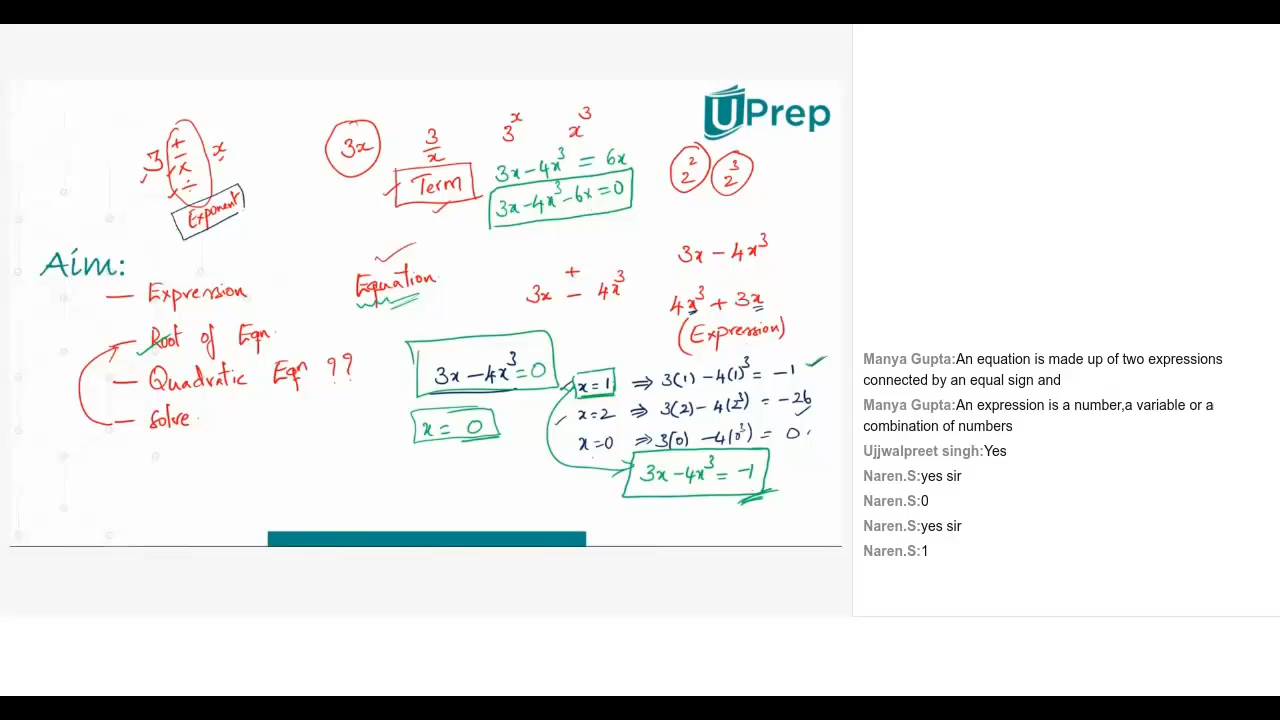 UPrep
3 + - × ÷ x
Exponent
3x
3/x
Term
3^x x^3
3x - 4x^3 = 6x
3x - 4x^3 - 6x = 0
2^2 2^3
Aim:
— Expression
— Root of Eqn.
— Quadratic Eqn ??
— Solve.
Equation
3x + - 4x^3
3x - 4x^3
4x^3 + 3x
(Expression)
3x - 4x^3 = 0
x = 0
x = 1 ⇒ 3(1) - 4(1)^3 = -1
x = 2 ⇒ 3(2) - 4(2^3) = -26
x = 0 ⇒ 3(0) - 4(0^3) = 0
3x - 4x^3 = -1
Manya Gupta:An equation is made up of two expressions
connected by an equal sign and
Manya Gupta:An expression is a number,a variable or a
combination of numbers
Ujjwalpreet singh:Yes
Naren.S:yes sir
Naren.S:0
Naren.S:yes sir
Naren.S:1